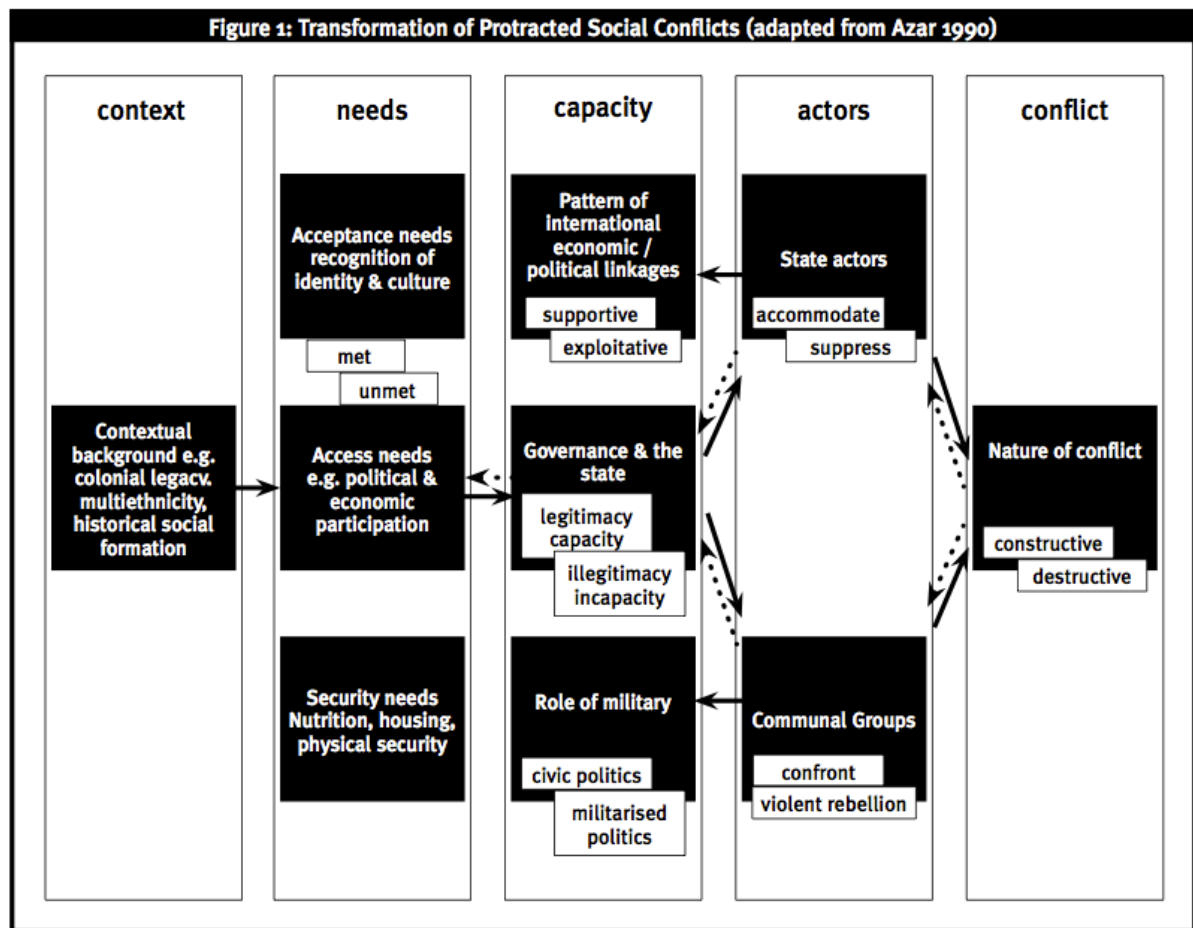 Figure 1: Transformation of Protracted Social Conflicts (adapted from Azar 1990)
context
Contextual
background e.g.
colonial legacv.
multiethnicity,
historical social
formation
needs
Acceptance needs
recognition of
identity & culture
met
unmet
Access needs
e.g. political &
economic
participation
Security needs
Nutrition, housing,
physical security
capacity
Pattern of
international
economic /
political linkages
supportive
exploitative
Governance & the
state
legitimacy
capacity
illegitimacy
incapacity
Role of military
civic politics
militarised
politics
actors
State actors
accommodate
suppress
Communal Groups
confront
violent rebellion
conflict
Nature of conflict
constructive
destructive